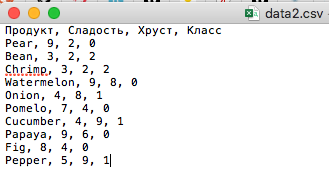 data2.csv
Продукт, Сладость, Хруст, Класс
Pear, 9, 2, 0
Bean, 3, 2, 2
Chrimp, 3, 2, 2
Watermelon, 9, 8, 0
Onion, 4, 8, 1
Pomelo, 7, 4, 0
Cucumber, 4, 9, 1
Papaya, 9, 6, 0
Fig, 8, 4, 0
Pepper, 5, 9, 1